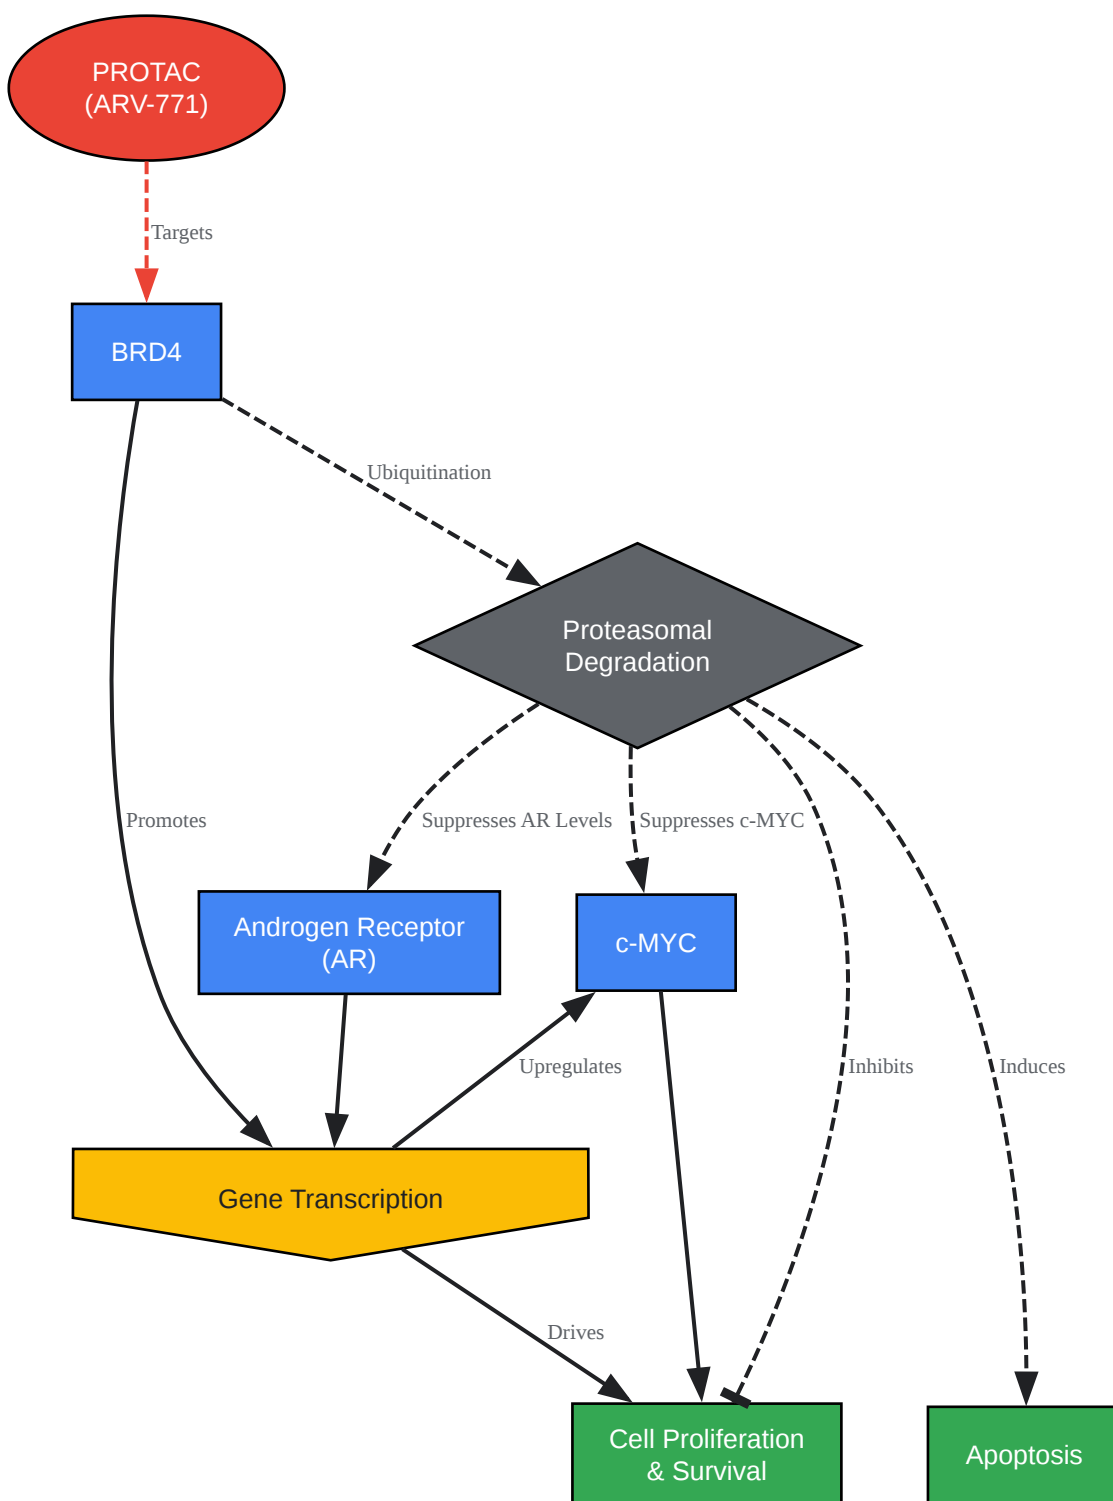 PROTAC
(ARV-771)
Targets
BRD4
Ubiquitination
Proteasomal
Degradation
Promotes
Suppresses AR Levels
Suppresses c-MYC
Androgen Receptor
(AR)
c-MYC
Upregulates
Inhibits
Induces
Gene Transcription
Drives
Cell Proliferation
& Survival
Apoptosis